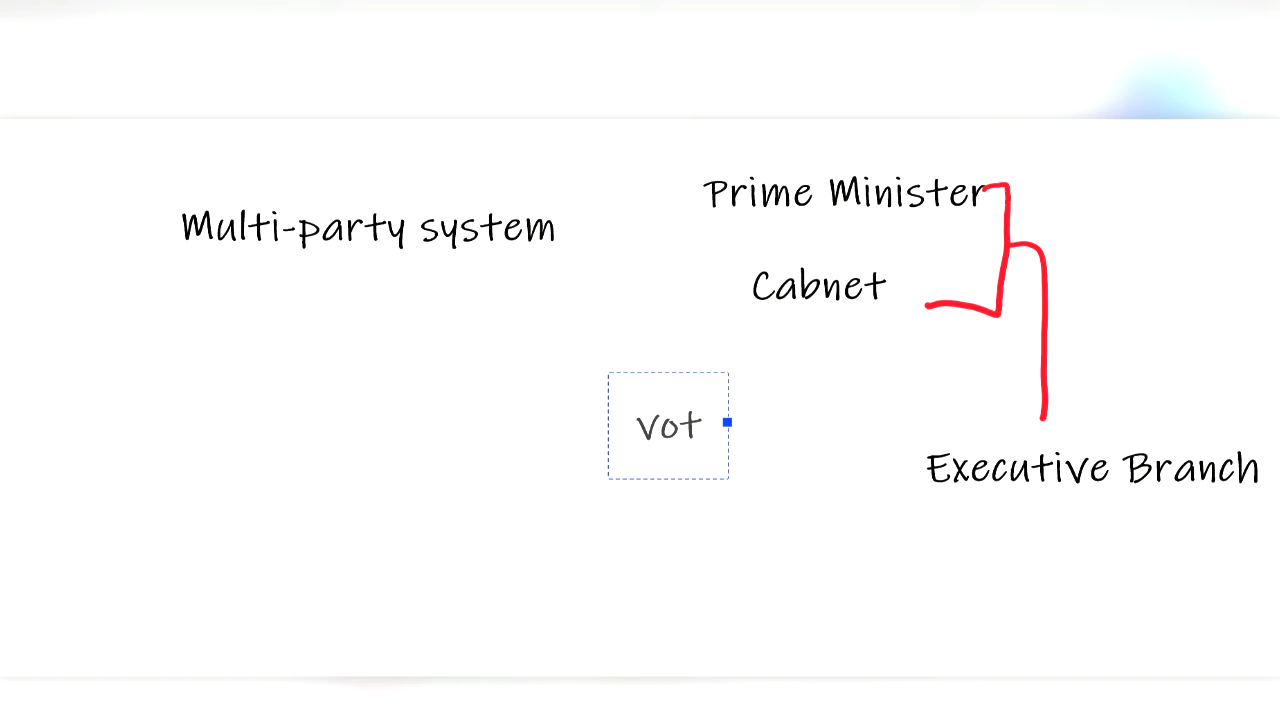 Multi-party system
Prime Minister
Cabnet
vot
Executive Branch